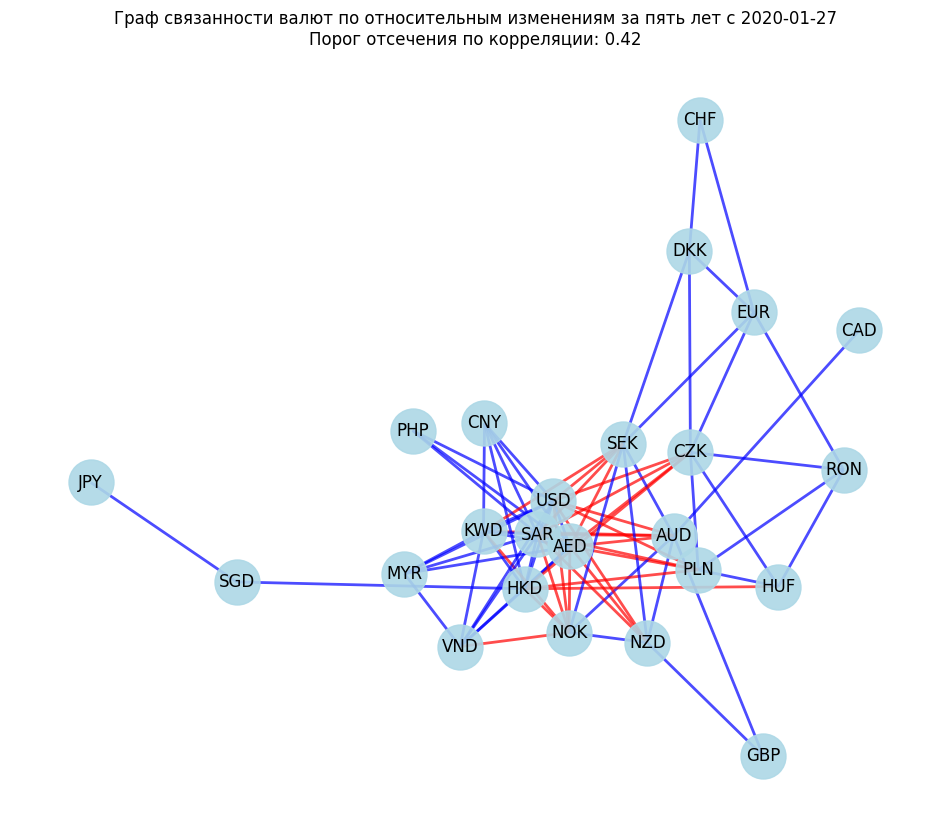 Граф связанности валют по относительным изменениям за пять лет с 2020-01-27
Порог отсечения по корреляции: 0.42
CHF
DKK
EUR
CAD
PHP
CNY
SEK
CZK
RON
JPY
USD
KWD
SAR
AED
AUD
PLN
MYR
SGD
HKD
HUF
VND
NOK
NZD
GBP